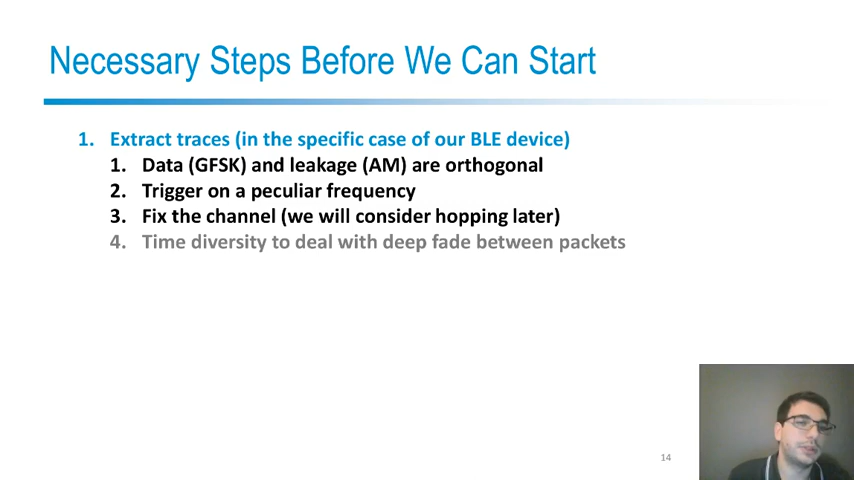 Necessary Steps Before We Can Start
1. Extract traces (in the specific case of our BLE device)
1. Data (GFSK) and leakage (AM) are orthogonal
2. Trigger on a peculiar frequency
3. Fix the channel (we will consider hopping later)
4. Time diversity to deal with deep fade between packets
14